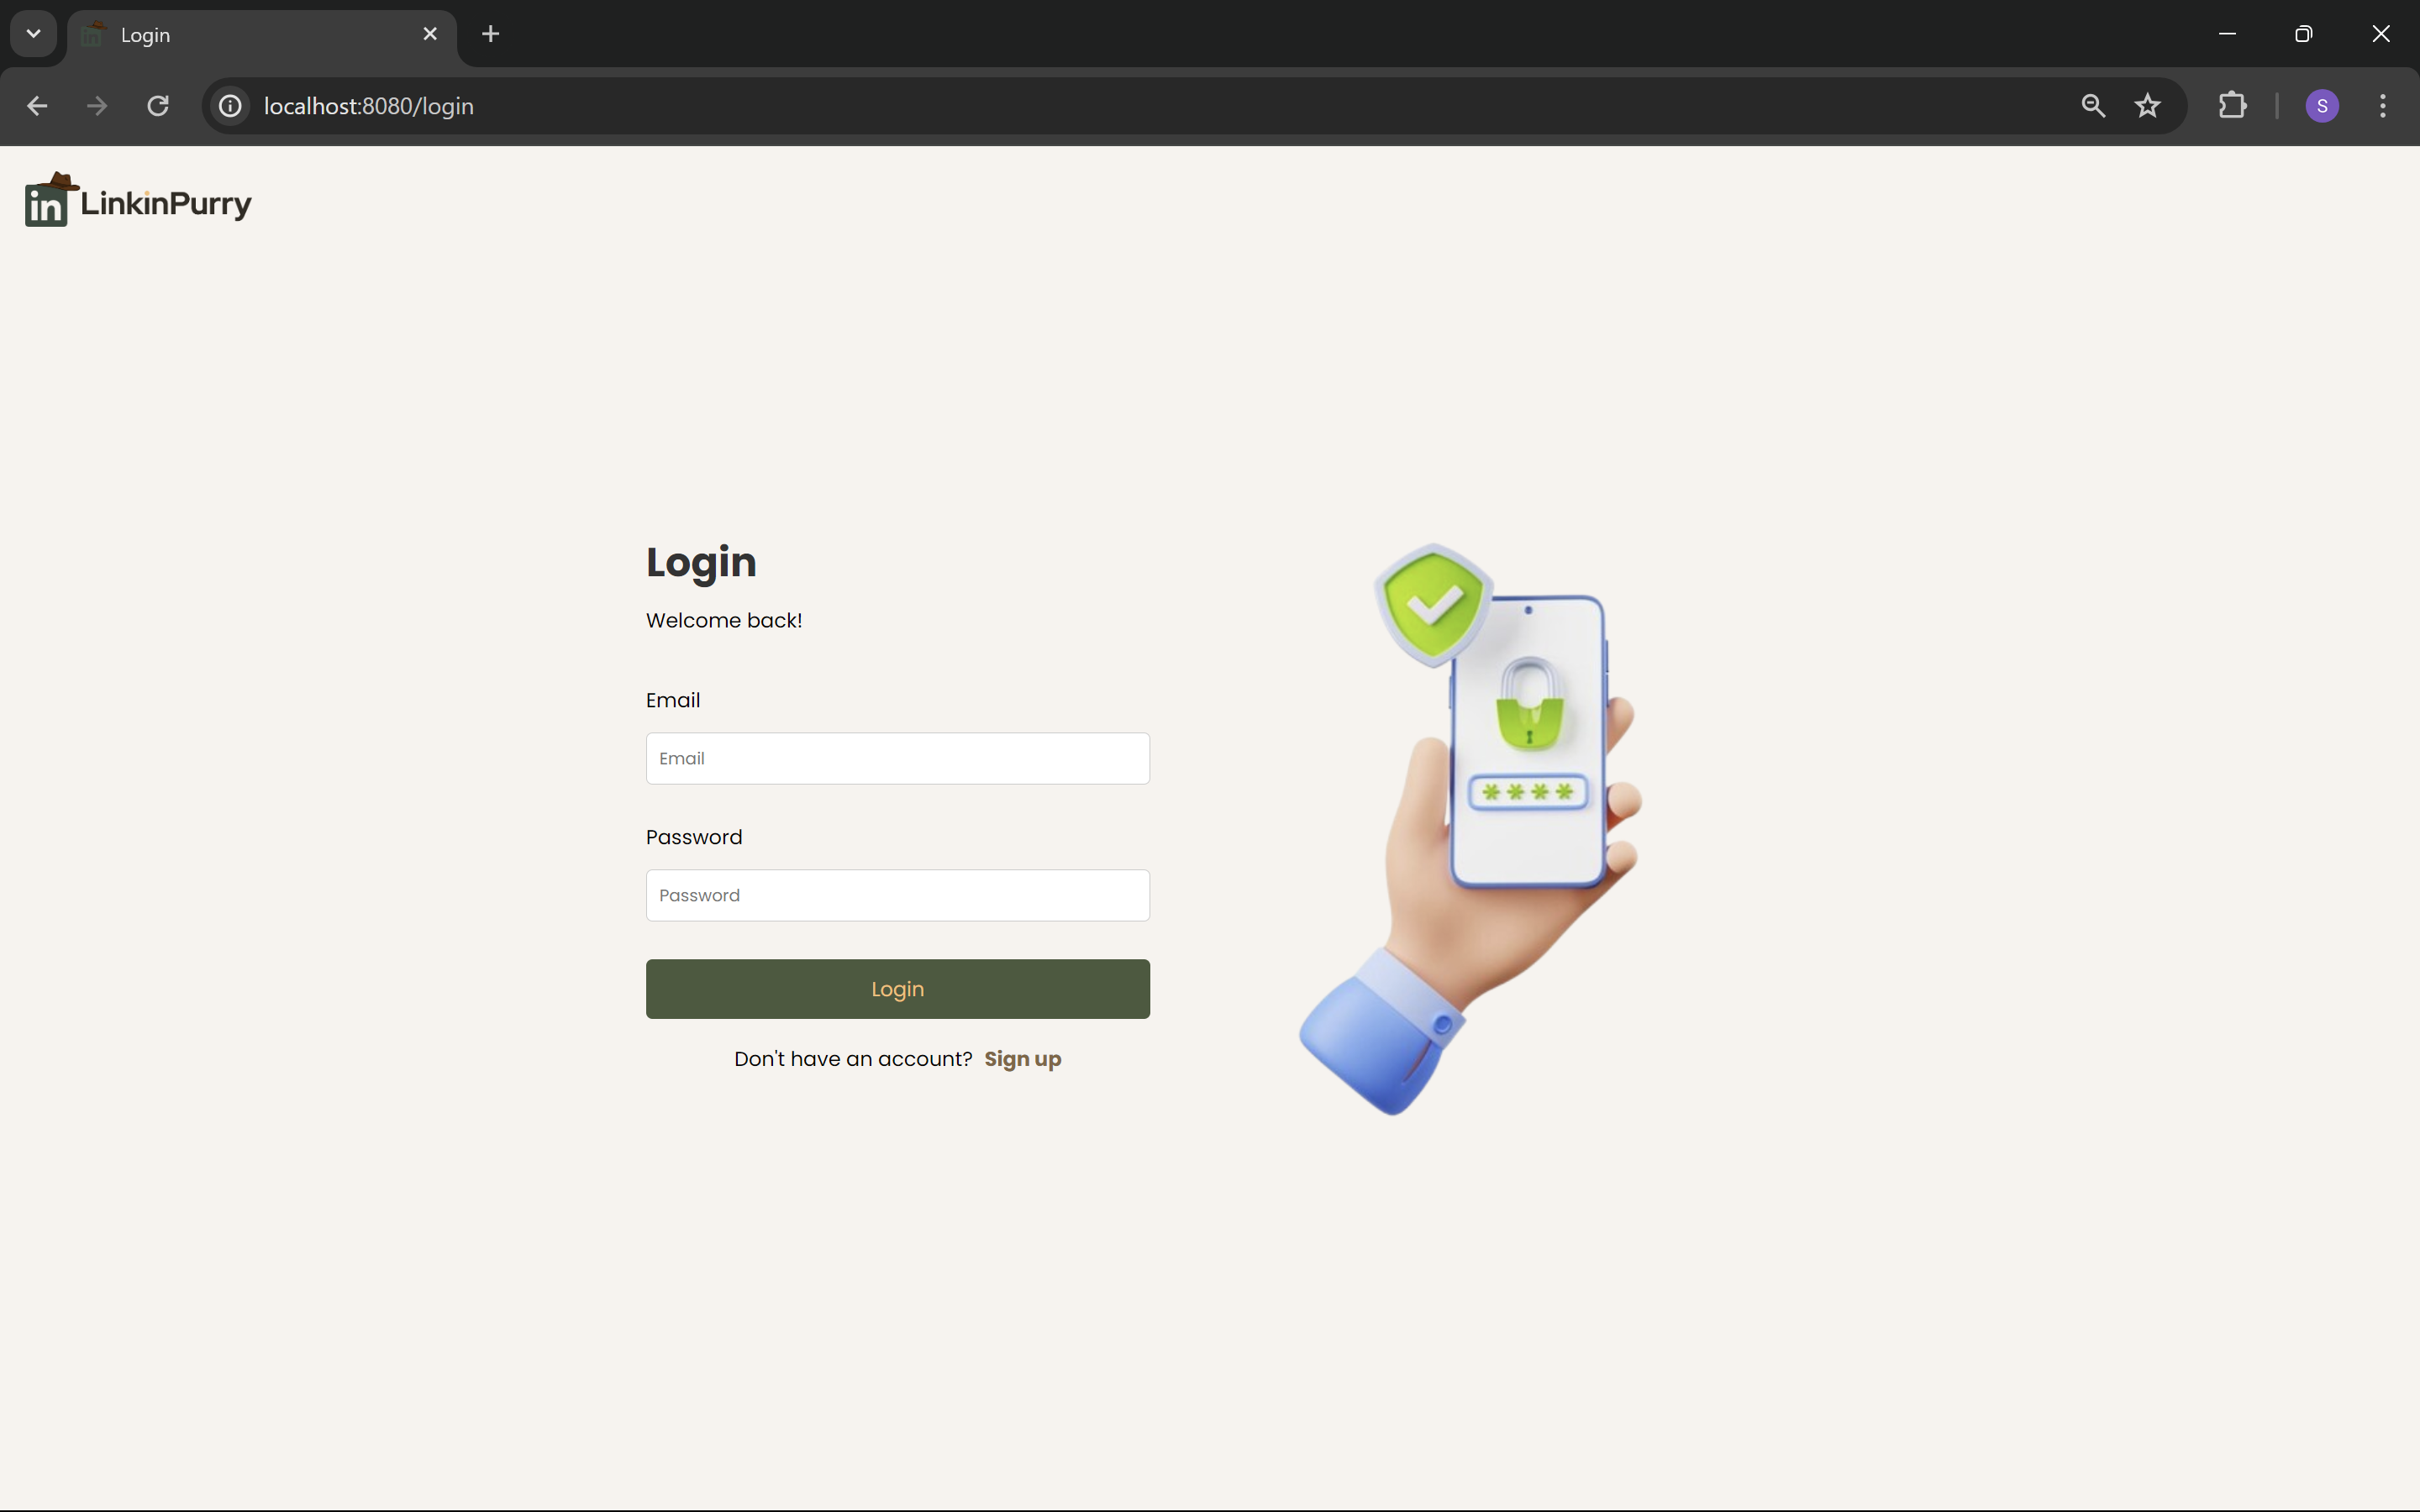 in Login
localhost:8080/login
S
in LinkinPurry
Login
Welcome back!
Email
Email
Password
Password
****
Login
Don't have an account? Sign up